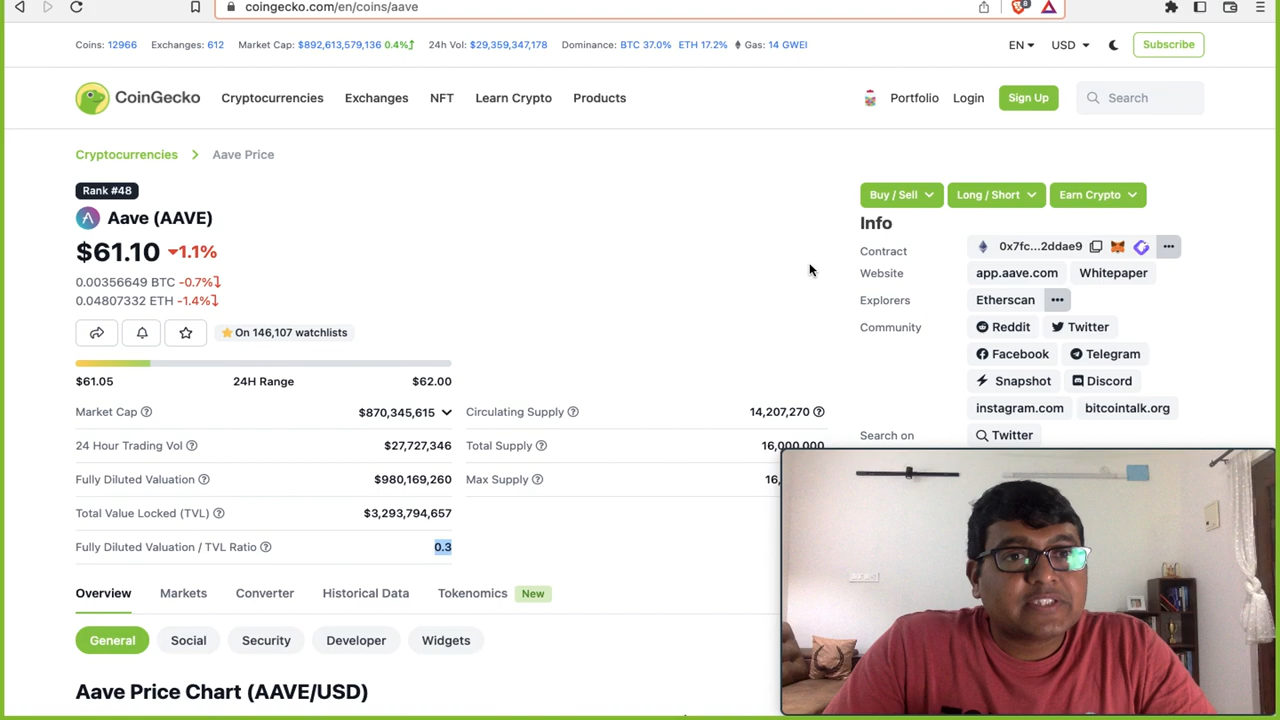 coingecko.com/en/coins/aave
8
Coins: 12966 Exchanges: 612 Market Cap: $892,613,579,136 0.4% 24h Vol: $29,359,347,178 Dominance: BTC 37.0% ETH 17.2% Gas: 14 GWEI EN USD Subscribe
CoinGecko Cryptocurrencies Exchanges NFT Learn Crypto Products Portfolio Login Sign Up Search
Cryptocurrencies > Aave Price
Rank #48
Aave (AAVE)
$61.10 1.1%
0.00356649 BTC -0.7%
0.04807332 ETH -1.4%
On 146,107 watchlists
$61.05 24H Range $62.00
Market Cap $870,345,615
24 Hour Trading Vol $27,727,346
Fully Diluted Valuation $980,169,260
Total Value Locked (TVL) $3,293,794,657
Fully Diluted Valuation / TVL Ratio 0.3
Circulating Supply 14,207,270
Total Supply 16,000,000
Max Supply 16,
Buy / Sell Long / Short Earn Crypto
Info
Contract 0x7fc...2ddae9
Website app.aave.com Whitepaper
Explorers Etherscan
Community Reddit Twitter
Facebook Telegram
Snapshot Discord
instagram.com bitcointalk.org
Search on Twitter
Overview Markets Converter Historical Data Tokenomics New
General Social Security Developer Widgets
Aave Price Chart (AAVE/USD)